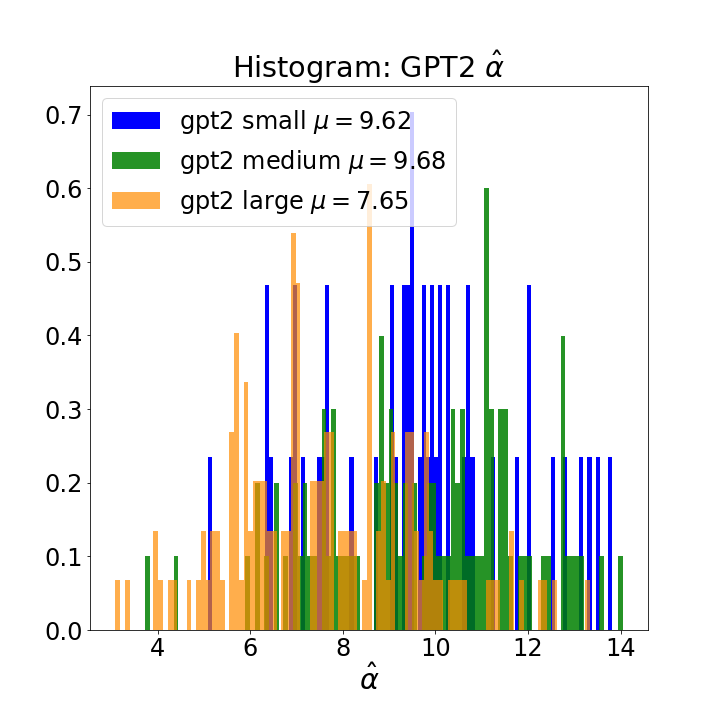 Histogram: GPT2 α̂
gpt2 small μ = 9.62
gpt2 medium μ = 9.68
gpt2 large μ = 7.65
0.7
0.6
0.5
0.4
0.3
0.2
0.1
0.0
4 6 8 10 12 14
α̂